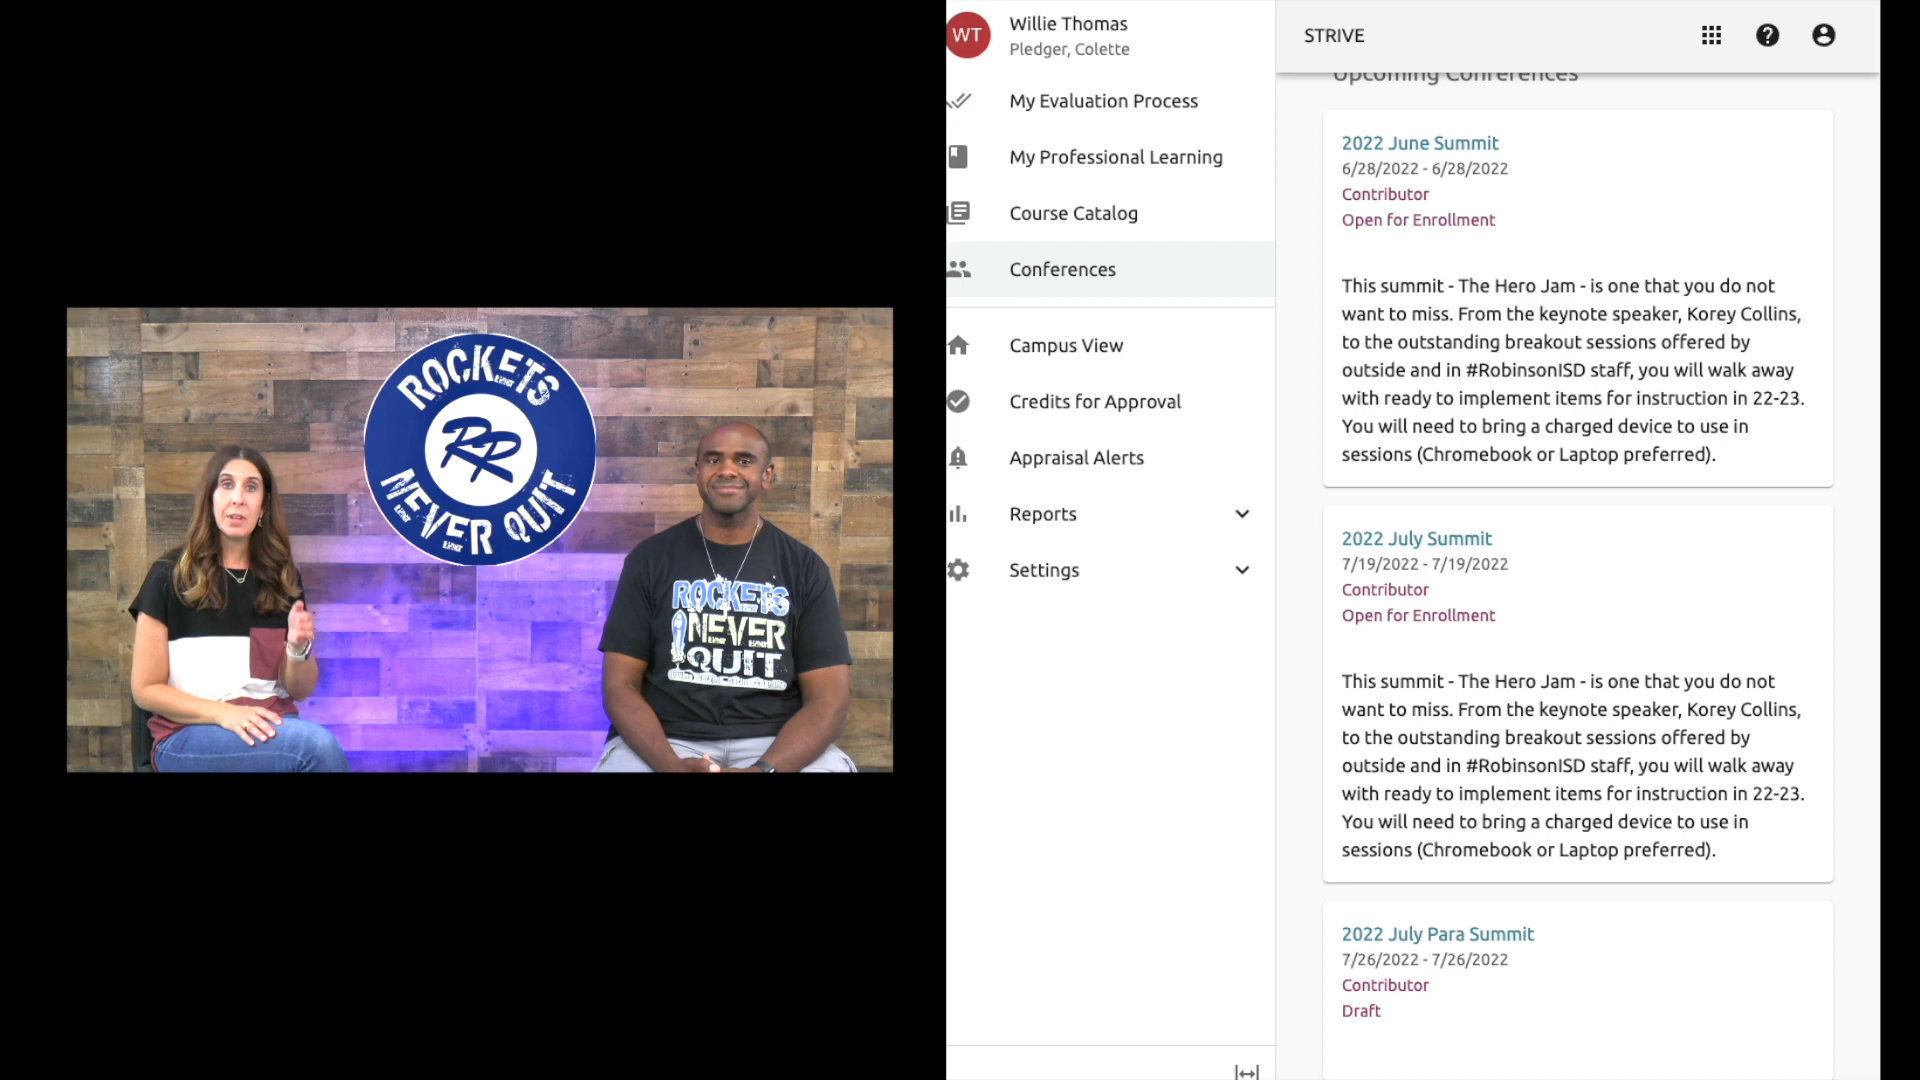 ROCKETS
RR
NEVER QUIT
ROCKETS
NEVER
QUIT
WT
Willie Thomas
Pledger, Colette
My Evaluation Process
My Professional Learning
Course Catalog
Conferences
Campus View
Credits for Approval
Appraisal Alerts
Reports
Settings
STRIVE
Upcoming Conferences
2022 June Summit
6/28/2022 - 6/28/2022
Contributor
Open for Enrollment
This summit - The Hero Jam - is one that you do not
want to miss. From the keynote speaker, Korey Collins,
to the outstanding breakout sessions offered by
outside and in #RobinsonISD staff, you will walk away
with ready to implement items for instruction in 22-23.
You will need to bring a charged device to use in
sessions (Chromebook or Laptop preferred).
2022 July Summit
7/19/2022 - 7/19/2022
Contributor
Open for Enrollment
This summit - The Hero Jam - is one that you do not
want to miss. From the keynote speaker, Korey Collins,
to the outstanding breakout sessions offered by
outside and in #RobinsonISD staff, you will walk away
with ready to implement items for instruction in 22-23.
You will need to bring a charged device to use in
sessions (Chromebook or Laptop preferred).
2022 July Para Summit
7/26/2022 - 7/26/2022
Contributor
Draft